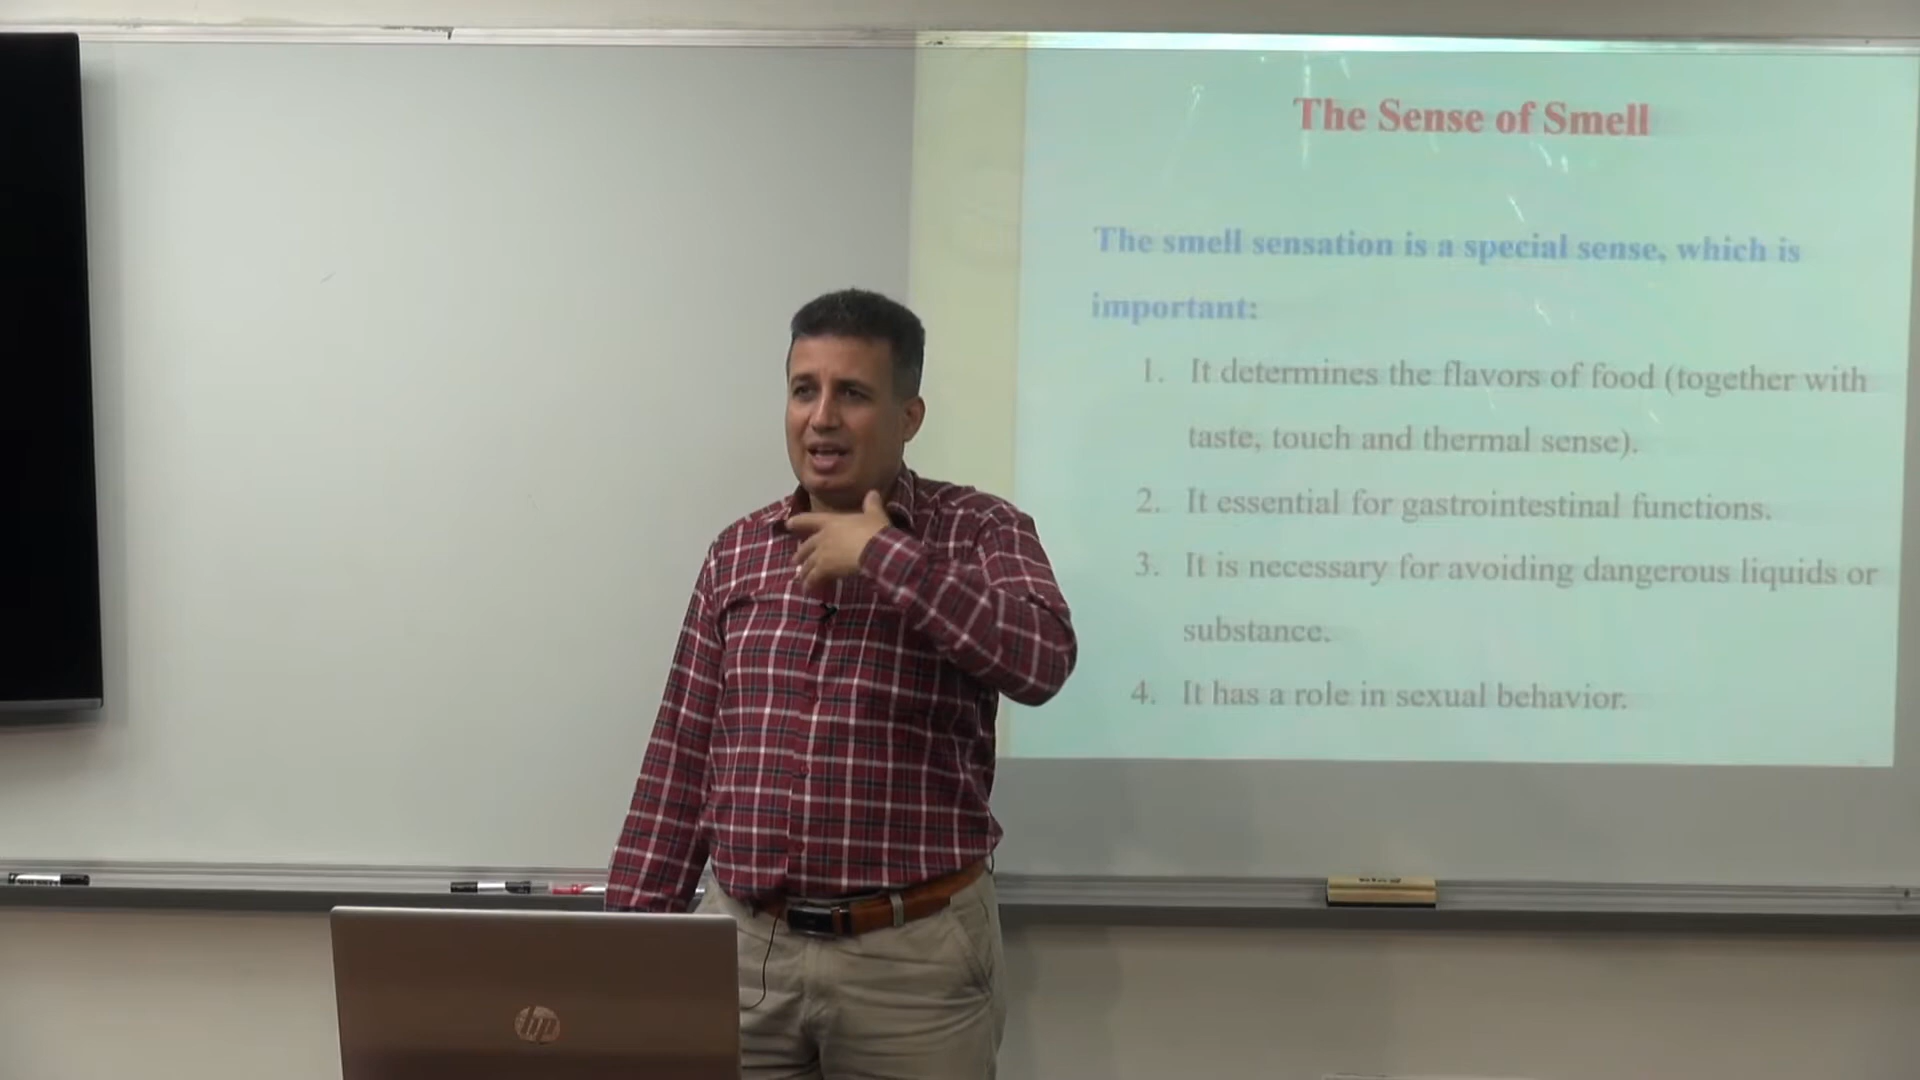 The Sense of Smell
The smell sensation is a special sense, which is
important:
1. It determines the flavors of food (together with
taste, touch and thermal sense).
2. It essential for gastrointestinal functions.
3. It is necessary for avoiding dangerous liquids or
substance.
4. It has a role in sexual behavior.
hp